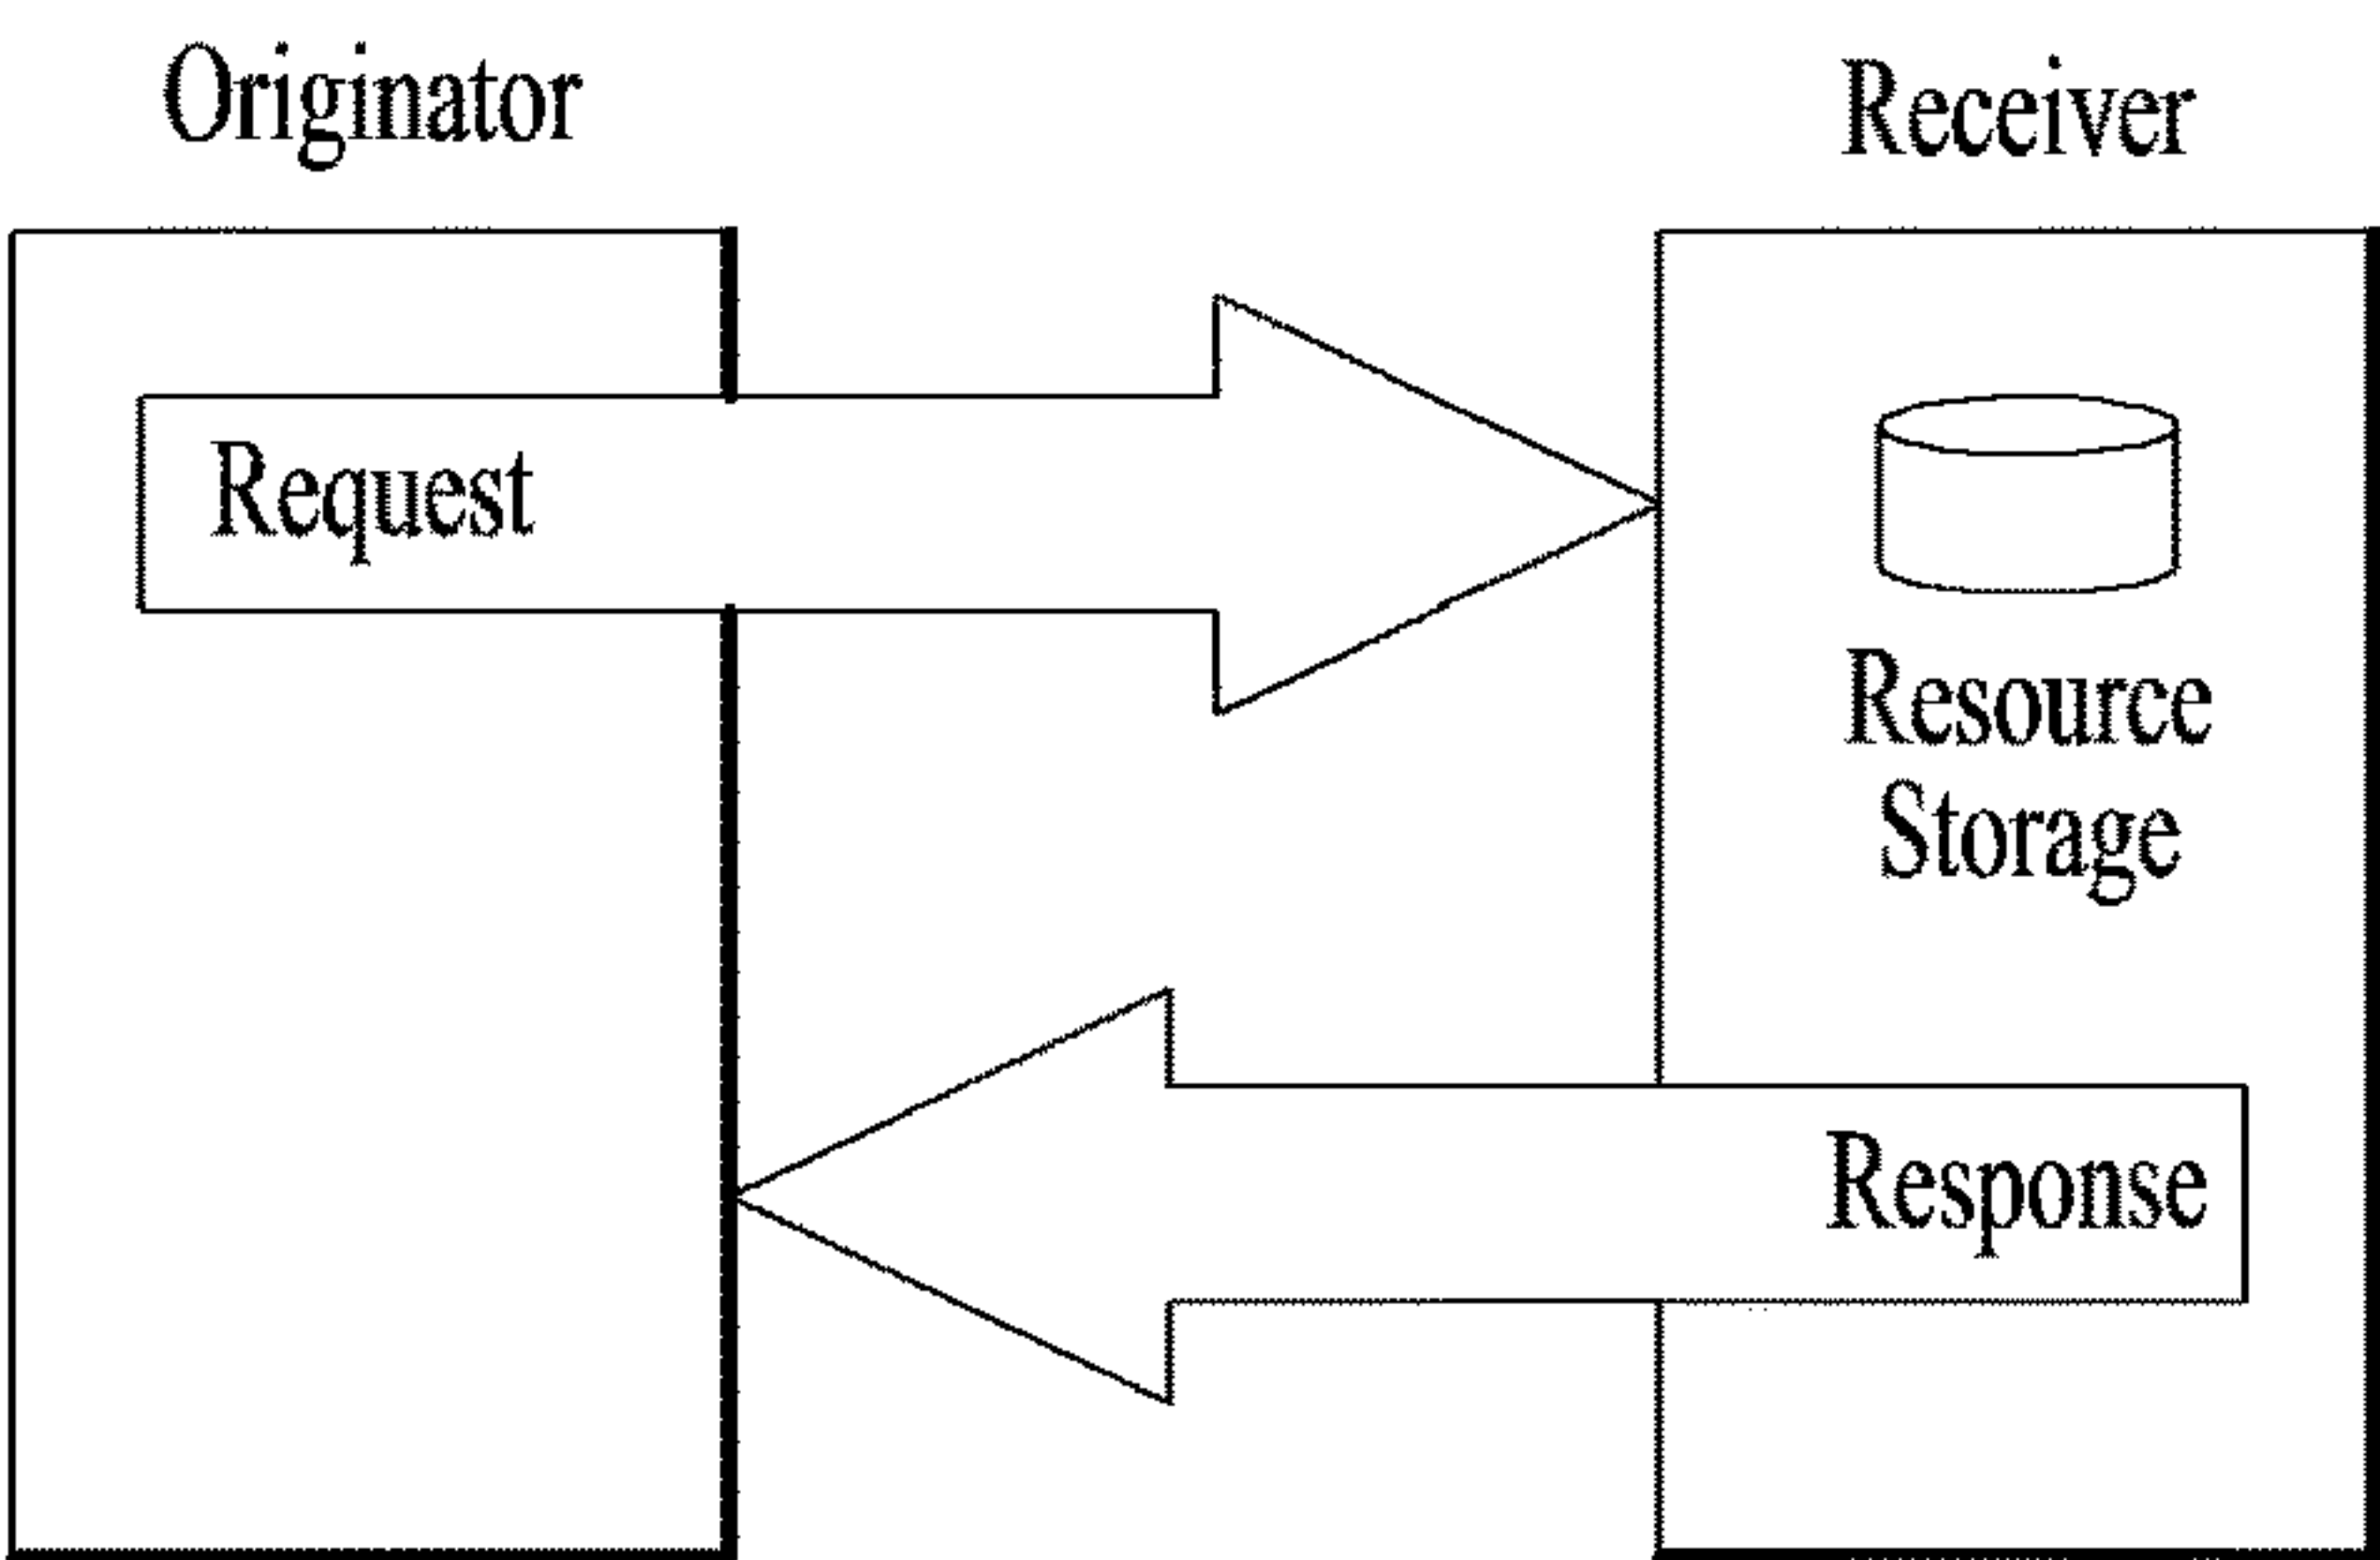 Originator
Receiver
Request
Resource
Storage
Response